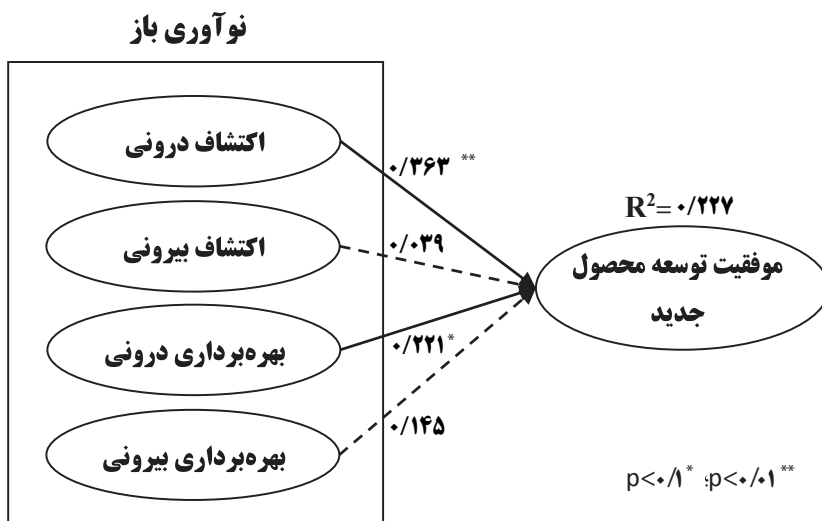 نوآوری باز
اکتشاف درونی
۰/۳۶۳ **
R²= ۰/۲۲۷
اکتشاف بیرونی
۰/۰۳۹
موفقیت توسعه محصول
جدید
بهره‌برداری درونی
۰/۲۲۱*
بهره‌برداری بیرونی
۰/۱۴۵
p<۰/۱* ؛p<۰/۰۱**